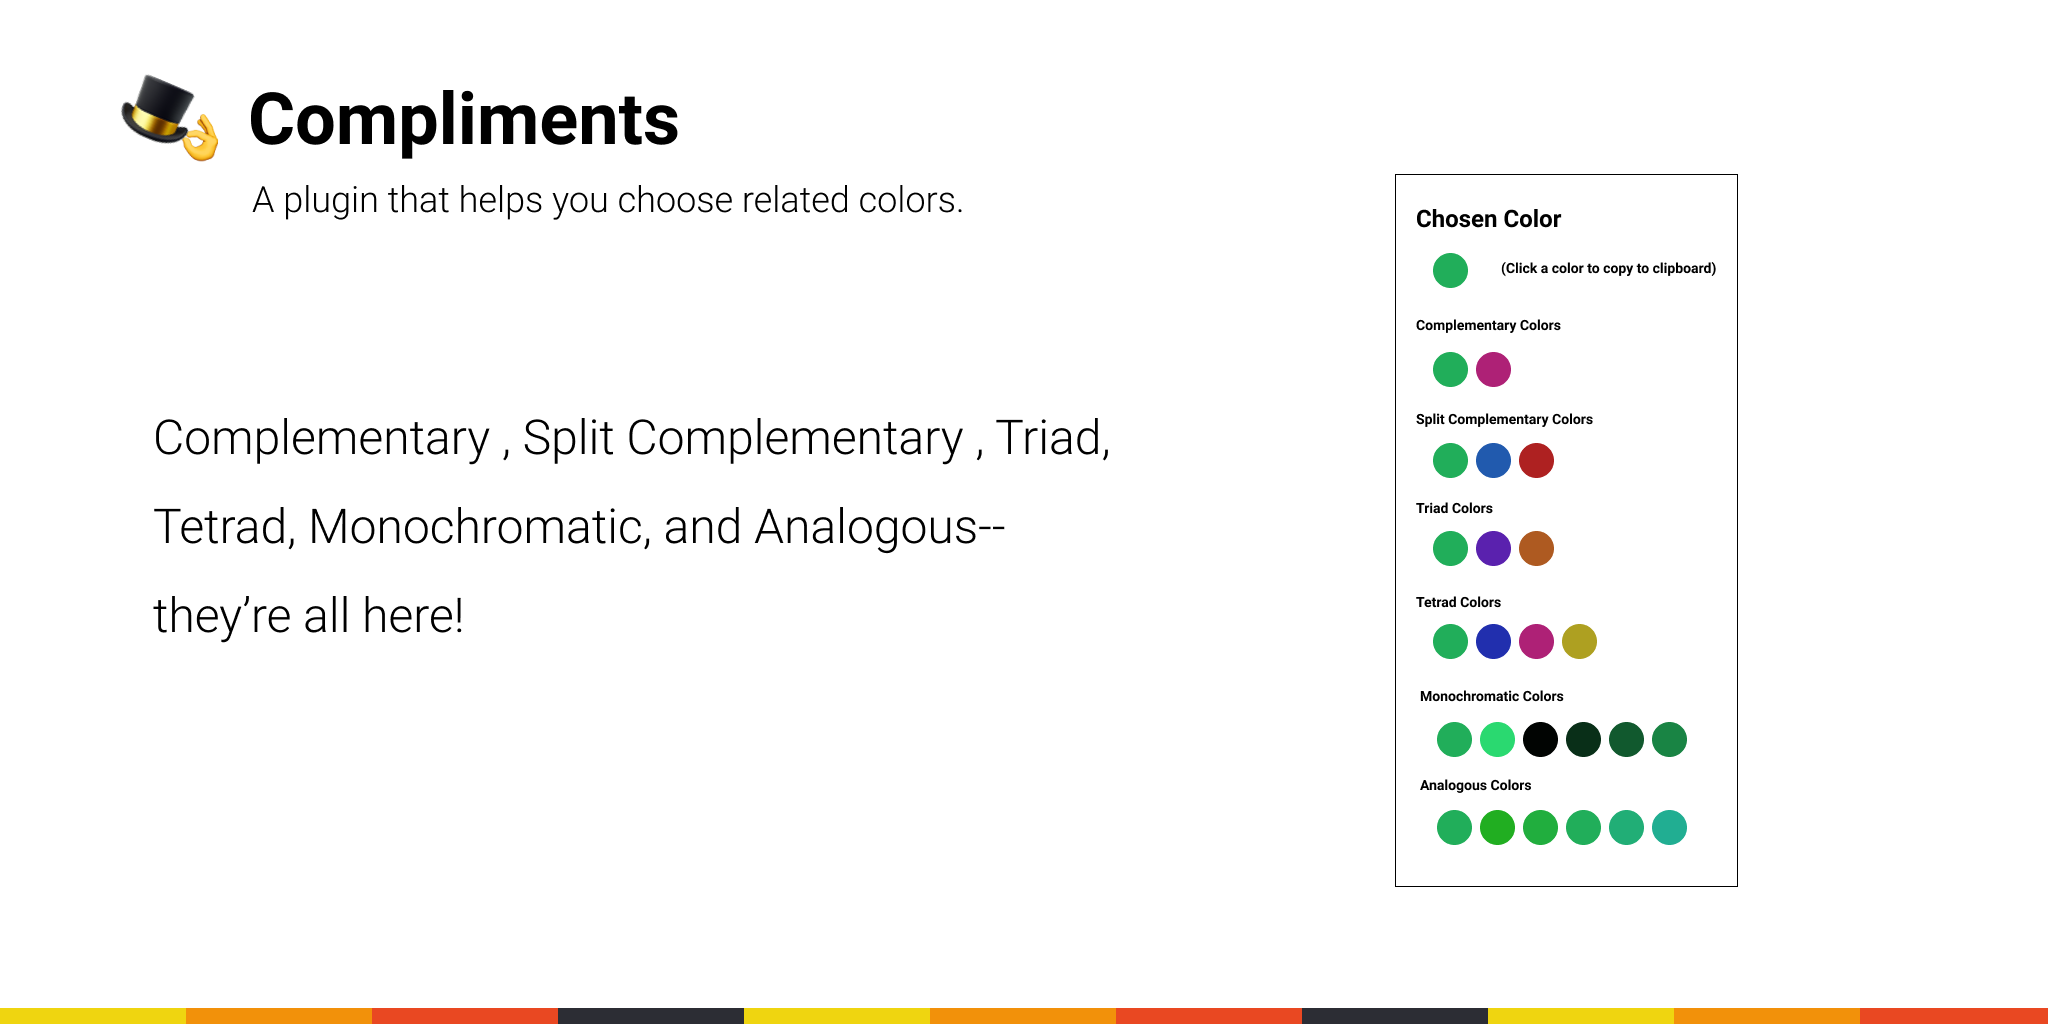 Compliments
A plugin that helps you choose related colors.
Complementary , Split Complementary , Triad,
Tetrad, Monochromatic, and Analogous--
they’re all here!
Chosen Color
(Click a color to copy to clipboard)
Complementary Colors
Split Complementary Colors
Triad Colors
Tetrad Colors
Monochromatic Colors
Analogous Colors